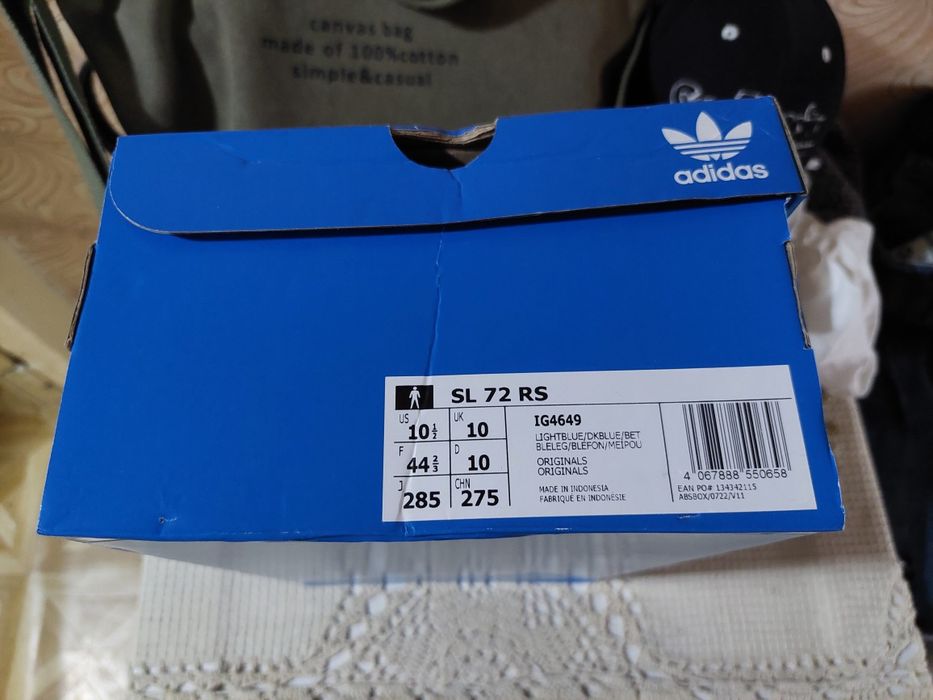 canvas bag
made of 100%cotton
simple&casual
adidas
SL 72 RS
US 10½ UK 10
F 44⅔ D 10
J 285 CHN 275
IG4649
LIGHTBLUE/DKBLUE/BET
BLELEG/BLEFON/MEIPOU
ORIGINALS
ORIGINALS
MADE IN INDONESIA
FABRIQUÉ EN INDONESIE
4 067888 550658
EAN PO# 134342115
ABSBOX/0722/V11